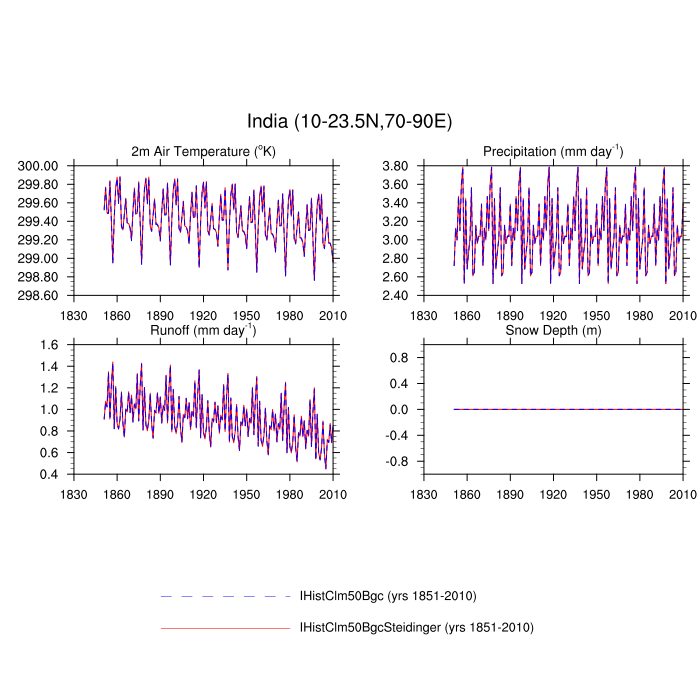 India (10-23.5N,70-90E)
2m Air Temperature (°K)
300.00
299.80
299.60
299.40
299.20
299.00
298.80
298.60
1830 1860 1890 1920 1950 1980 2010
Precipitation (mm day-1)
3.80
3.60
3.40
3.20
3.00
2.80
2.60
2.40
1830 1860 1890 1920 1950 1980 2010
Runoff (mm day-1)
1.6
1.4
1.2
1.0
0.8
0.6
0.4
1830 1860 1890 1920 1950 1980 2010
Snow Depth (m)
0.8
0.4
0.0
-0.4
-0.8
1830 1860 1890 1920 1950 1980 2010
IHistClm50Bgc (yrs 1851-2010)
IHistClm50BgcSteidinger (yrs 1851-2010)